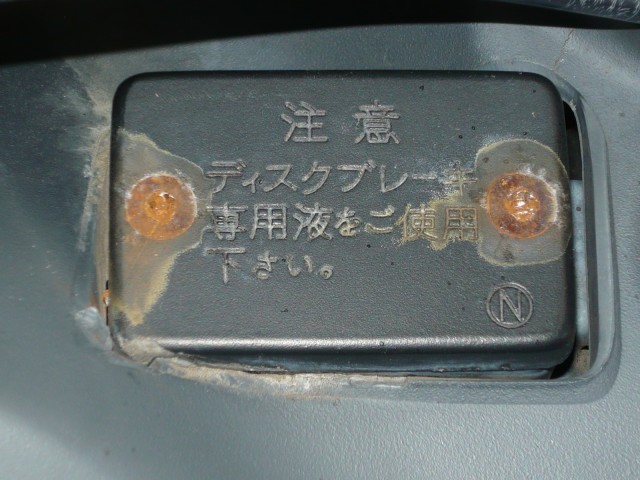 注意
ディスクブレーキ
専用液をご使用
下さい。
N